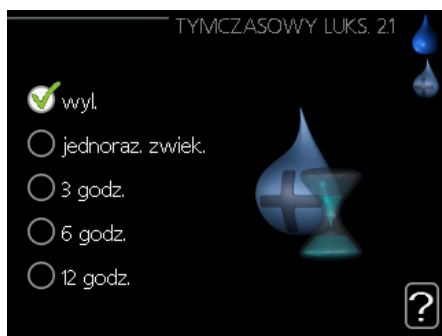 TYMCZASOWY LUKS. 2.1
wył.
jednoraz. zwiek.
3 godz.
6 godz.
12 godz.
?